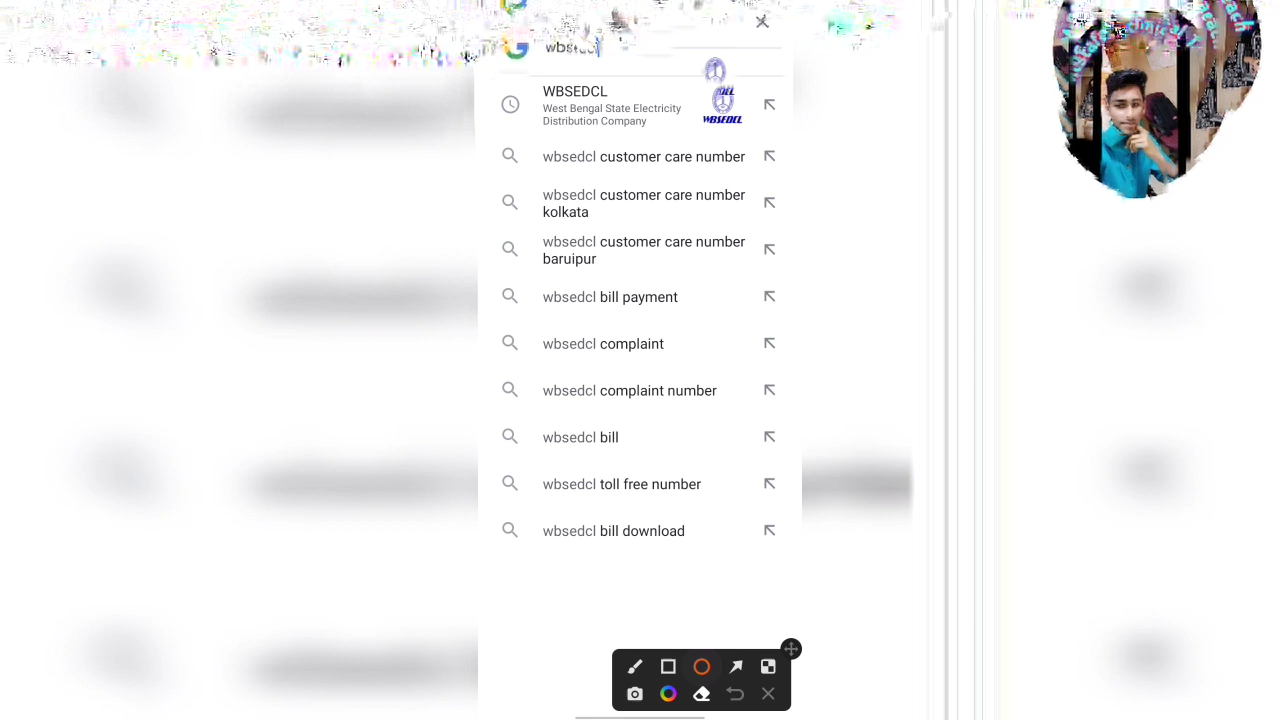 WBSEDCL
West Bengal State Electricity
Distribution Company
WBSEDCL
wbsedcl customer care number
wbsedcl customer care number
kolkata
wbsedcl customer care number
baruipur
wbsedcl bill payment
wbsedcl complaint
wbsedcl complaint number
wbsedcl bill
wbsedcl toll free number
wbsedcl bill download